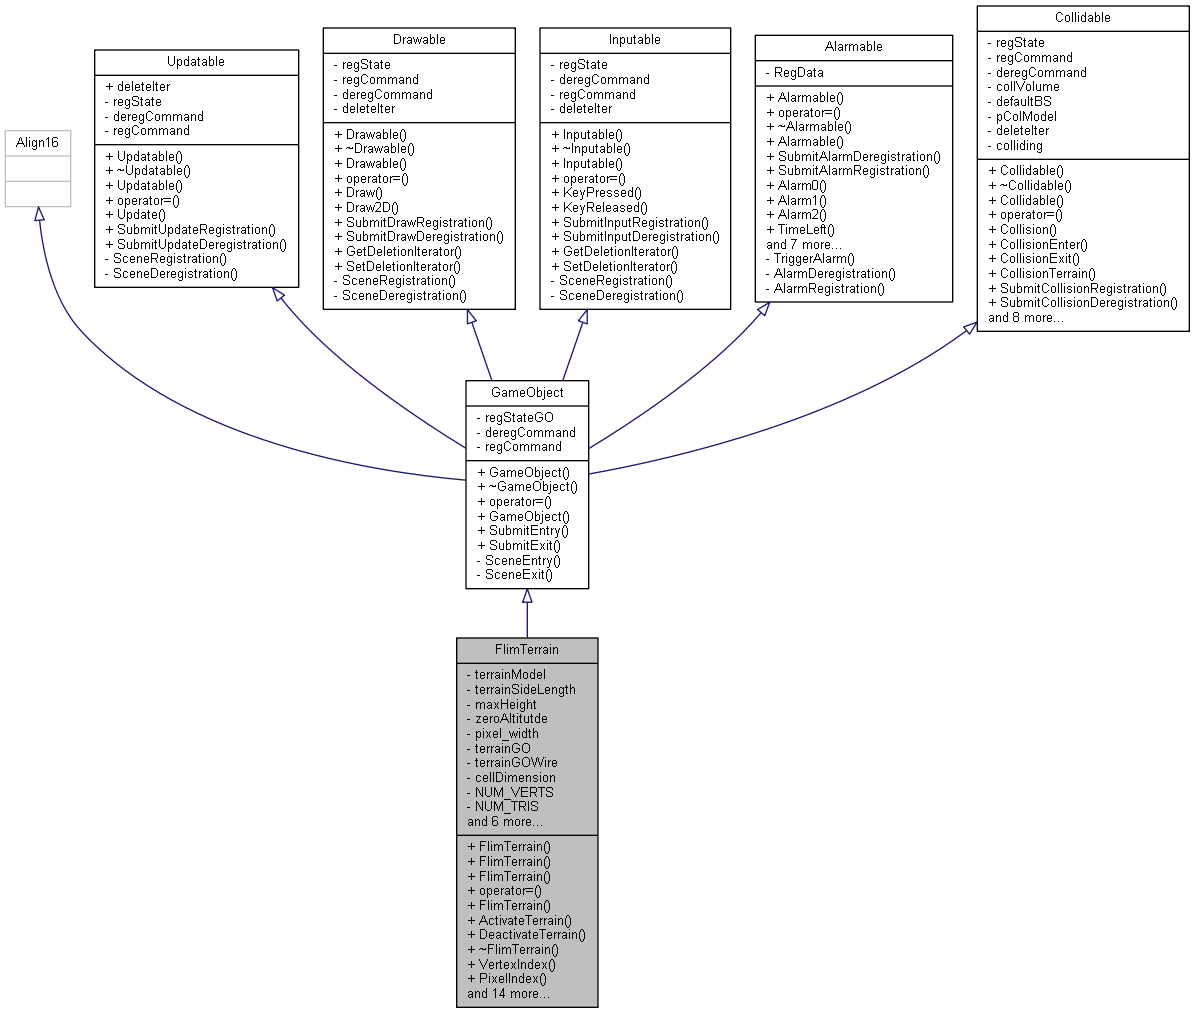 Align16
Updatable
+ deleteIter
- regState
- deregCommand
- regCommand
+ Updatable()
+ ~Updatable()
+ Updatable()
+ operator=()
+ Update()
+ SubmitUpdateRegistration()
+ SubmitUpdateDeregistration()
- SceneRegistration()
- SceneDeregistration()
Drawable
- regState
- regCommand
- deregCommand
- deleteIter
+ Drawable()
+ ~Drawable()
+ Drawable()
+ operator=()
+ Draw()
+ Draw2D()
+ SubmitDrawRegistration()
+ SubmitDrawDeregistration()
+ GetDeletionIterator()
+ SetDeletionIterator()
- SceneRegistration()
- SceneDeregistration()
Inputable
- regState
- deregCommand
- regCommand
- deleteIter
+ Inputable()
+ ~Inputable()
+ Inputable()
+ operator=()
+ KeyPressed()
+ KeyReleased()
+ SubmitInputRegistration()
+ SubmitInputDeregistration()
+ GetDeletionIterator()
+ SetDeletionIterator()
- SceneRegistration()
- SceneDeregistration()
Alarmable
- RegData
+ Alarmable()
+ operator=()
+ ~Alarmable()
+ Alarmable()
+ SubmitAlarmDeregistration()
+ SubmitAlarmRegistration()
+ Alarm0()
+ Alarm1()
+ Alarm2()
+ TimeLeft()
and 7 more...
- TriggerAlarm()
- AlarmDeregistration()
- AlarmRegistration()
Collidable
- regState
- regCommand
- deregCommand
- collVolume
- defaultBS
- pColModel
- deleteIter
- colliding
+ Collidable()
+ ~Collidable()
+ Collidable()
+ operator=()
+ Collision()
+ CollisionEnter()
+ CollisionExit()
+ CollisionTerrain()
+ SubmitCollisionRegistration()
+ SubmitCollisionDeregistration()
and 8 more...
GameObject
- regStateGO
- deregCommand
- regCommand
+ GameObject()
+ ~GameObject()
+ operator=()
+ GameObject()
+ SubmitEntry()
+ SubmitExit()
- SceneEntry()
- SceneExit()
FlimTerrain
- terrainModel
- terrainSideLength
- maxHeight
- zeroAltitutde
- pixel_width
- terrainGO
- terrainGOWire
- cellDimension
- NUM_VERTS
- NUM_TRIS
and 6 more...
+ FlimTerrain()
+ FlimTerrain()
+ FlimTerrain()
+ operator=()
+ FlimTerrain()
+ ActivateTerrain()
+ DeactivateTerrain()
+ ~FlimTerrain()
+ VertexIndex()
+ PixelIndex()
and 14 more...